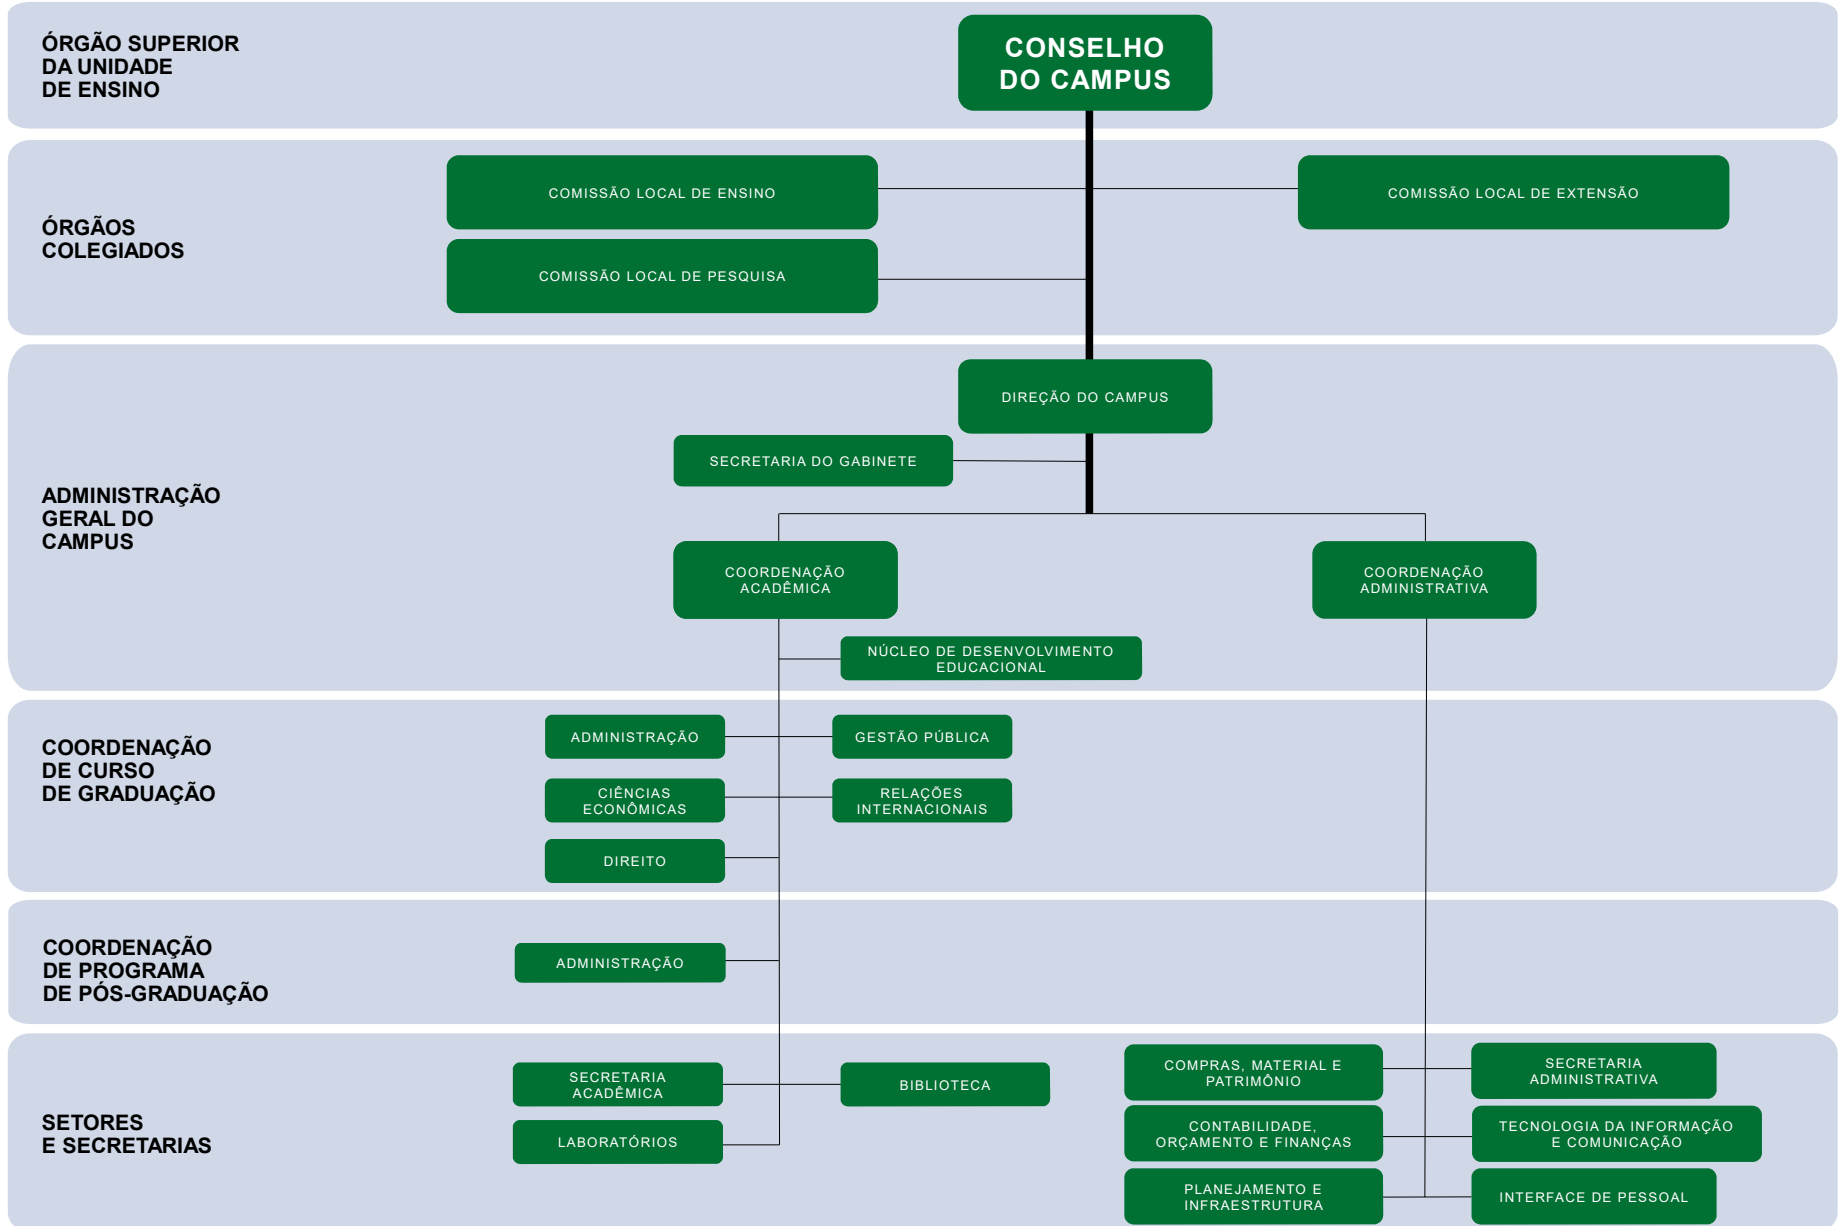 ÓRGÃO SUPERIOR
DA UNIDADE
DE ENSINO
CONSELHO
DO CAMPUS
ÓRGÃOS
COLEGIADOS
COMISSÃO LOCAL DE ENSINO
COMISSÃO LOCAL DE EXTENSÃO
COMISSÃO LOCAL DE PESQUISA
ADMINISTRAÇÃO
GERAL DO
CAMPUS
DIREÇÃO DO CAMPUS
SECRETARIA DO GABINETE
COORDENAÇÃO
ACADÊMICA
COORDENAÇÃO
ADMINISTRATIVA
NÚCLEO DE DESENVOLVIMENTO
EDUCACIONAL
COORDENAÇÃO
DE CURSO
DE GRADUAÇÃO
ADMINISTRAÇÃO
GESTÃO PÚBLICA
CIÊNCIAS
ECONÔMICAS
RELAÇÕES
INTERNACIONAIS
DIREITO
COORDENAÇÃO
DE PROGRAMA
DE PÓS-GRADUAÇÃO
ADMINISTRAÇÃO
SETORES
E SECRETARIAS
SECRETARIA
ACADÊMICA
BIBLIOTECA
LABORATÓRIOS
COMPRAS, MATERIAL E
PATRIMÔNIO
SECRETARIA
ADMINISTRATIVA
CONTABILIDADE,
ORÇAMENTO E FINANÇAS
TECNOLOGIA DA INFORMAÇÃO
E COMUNICAÇÃO
PLANEJAMENTO E
INFRAESTRUTURA
INTERFACE DE PESSOAL